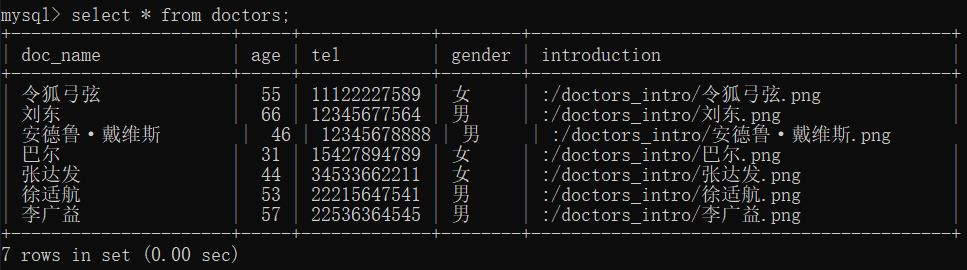 mysql> select * from doctors;
+-----------+-----+-------------+--------+------------------------------------------+
| doc_name | age | tel | gender | introduction |
+-----------+-----+-------------+--------+------------------------------------------+
| 令狐弓弦 | 55 | 11122227589 | 女 | :/doctors_intro/令狐弓弦.png |
| 刘东 | 66 | 12345677564 | 男 | :/doctors_intro/刘东.png |
| 安德鲁·戴维斯 | 46 | 12345678888 | 男 | :/doctors_intro/安德鲁·戴维斯.png |
| 巴尔 | 31 | 15427894789 | 女 | :/doctors_intro/巴尔.png |
| 张达发 | 44 | 34533662211 | 女 | :/doctors_intro/张达发.png |
| 徐适航 | 53 | 22215647541 | 男 | :/doctors_intro/徐适航.png |
| 李广益 | 57 | 22536364545 | 男 | :/doctors_intro/李广益.png |
+-----------+-----+-------------+--------+------------------------------------------+
7 rows in set (0.00 sec)